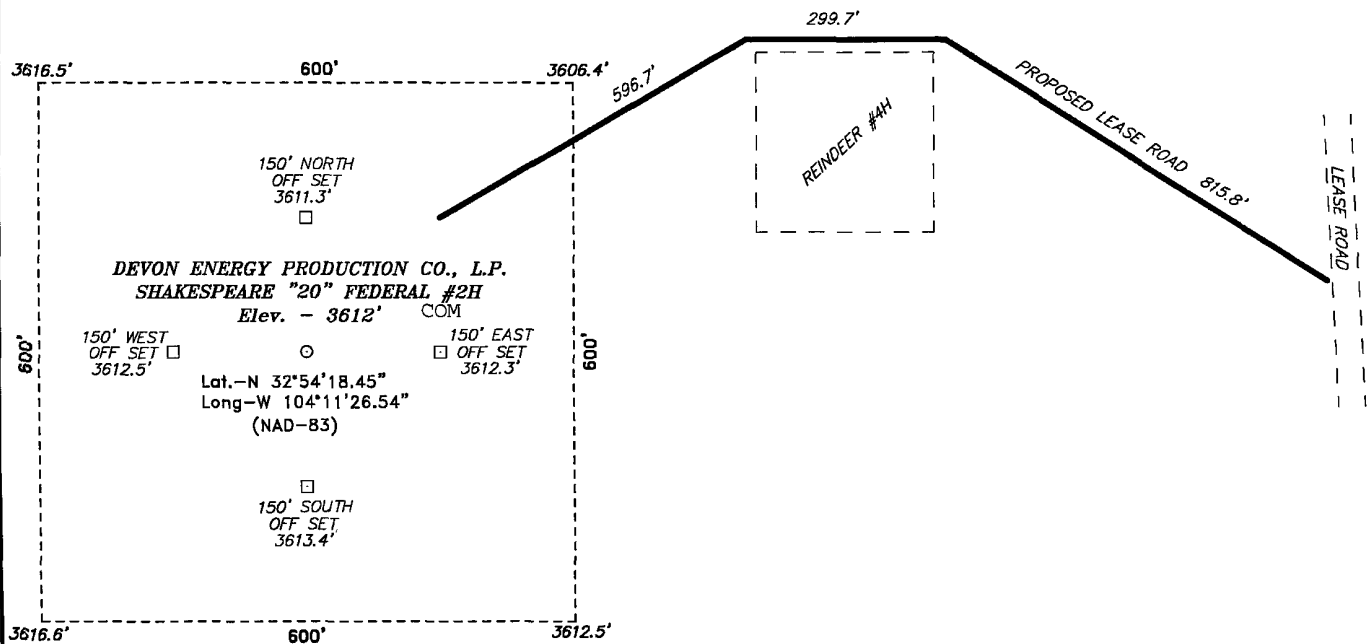 299.7'
3616.5'
600'
3606.4'
596.7'
PROPOSED LEASE ROAD 815.8'
REINDEER #4H
LEASE ROAD
150' NORTH
OFF SET
3611.3'
DEVON ENERGY PRODUCTION CO., L.P.
SHAKESPEARE "20" FEDERAL #2H
Elev. - 3612'
COM
600'
150' WEST
OFF SET
3612.5'
150' EAST
OFF SET
3612.3'
600'
Lat.-N 32°54'18.45"
Long-W 104°11'26.54"
(NAD-83)
150' SOUTH
OFF SET
3613.4'
3616.6'
600'
3612.5'